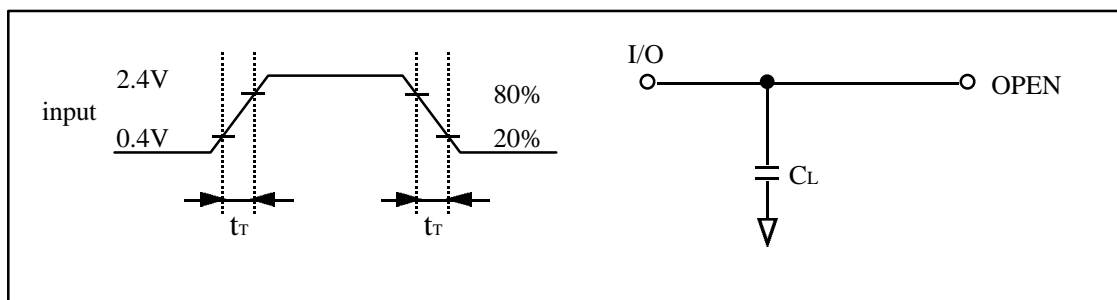 2.4V
input
0.4V
80%
20%
tT
tT
I/O
OPEN
CL